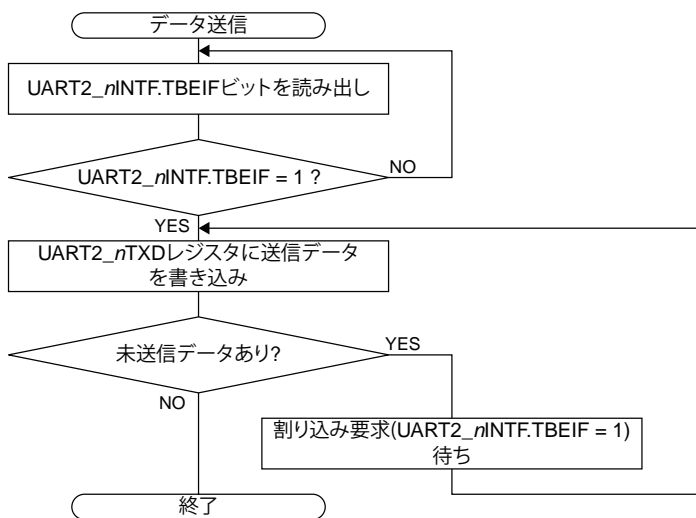 データ送信
UART2_nINTF.TBEIFビットを読み出し
UART2_nINTF.TBEIF = 1 ?
NO
YES
UART2_nTXDレジスタに送信データ
を書き込み
未送信データあり?
YES
NO
割り込み要求(UART2_nINTF.TBEIF = 1)
待ち
終了